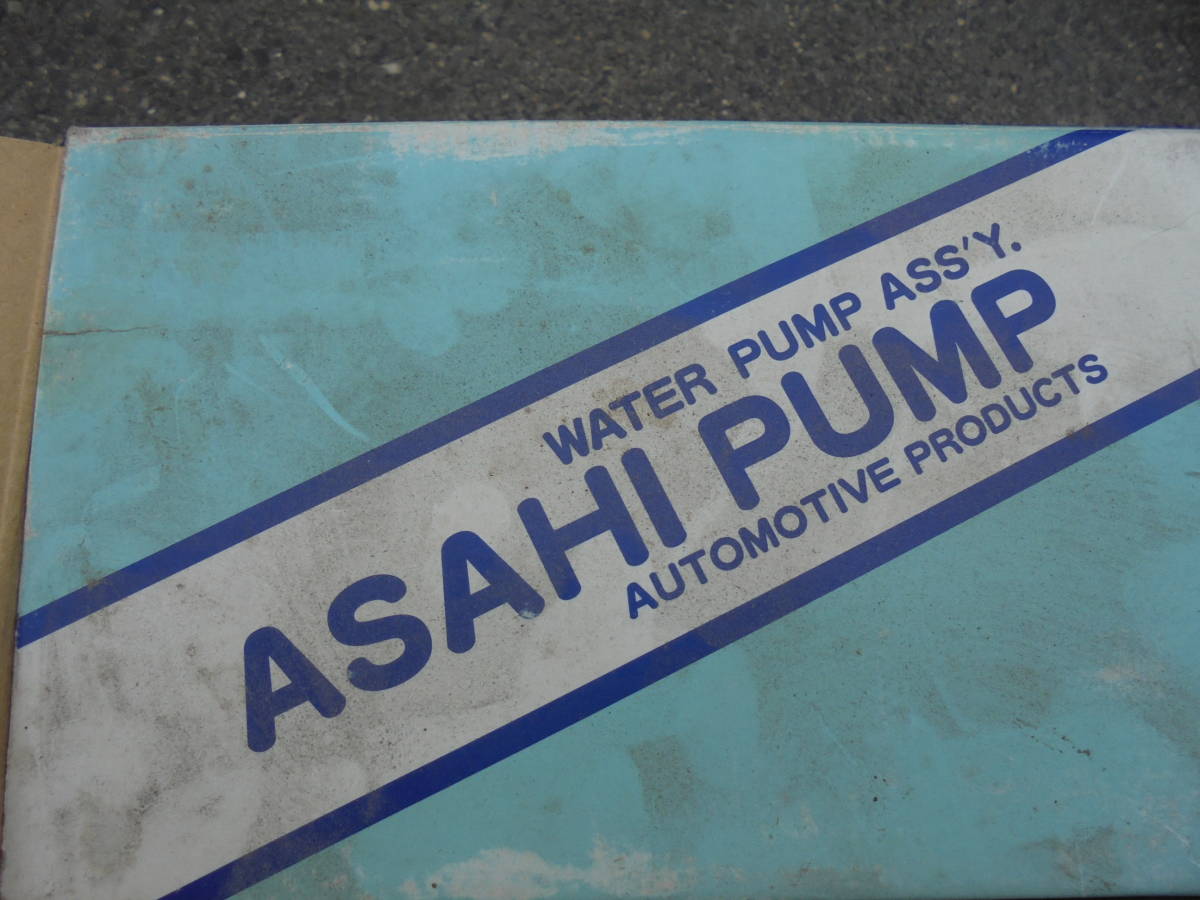 WATER PUMP ASS'Y.
ASAHI PUMP
AUTOMOTIVE PRODUCTS